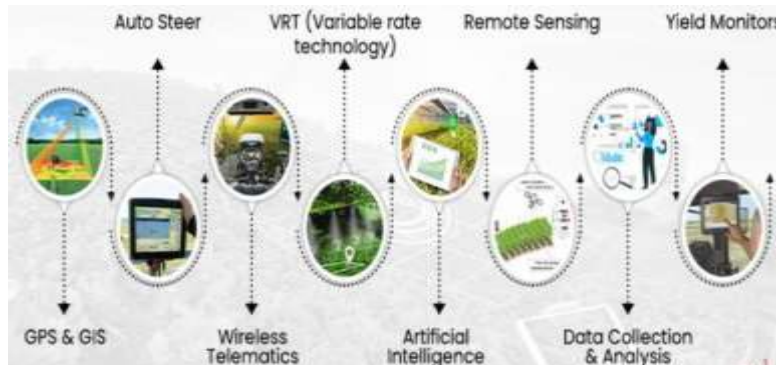 Auto Steer
VRT (Variable rate
technology)
Remote Sensing
Yield Monitors
GPS & GIS
Wireless
Telematics
Artificial
Intelligence
Data Collection
& Analysis